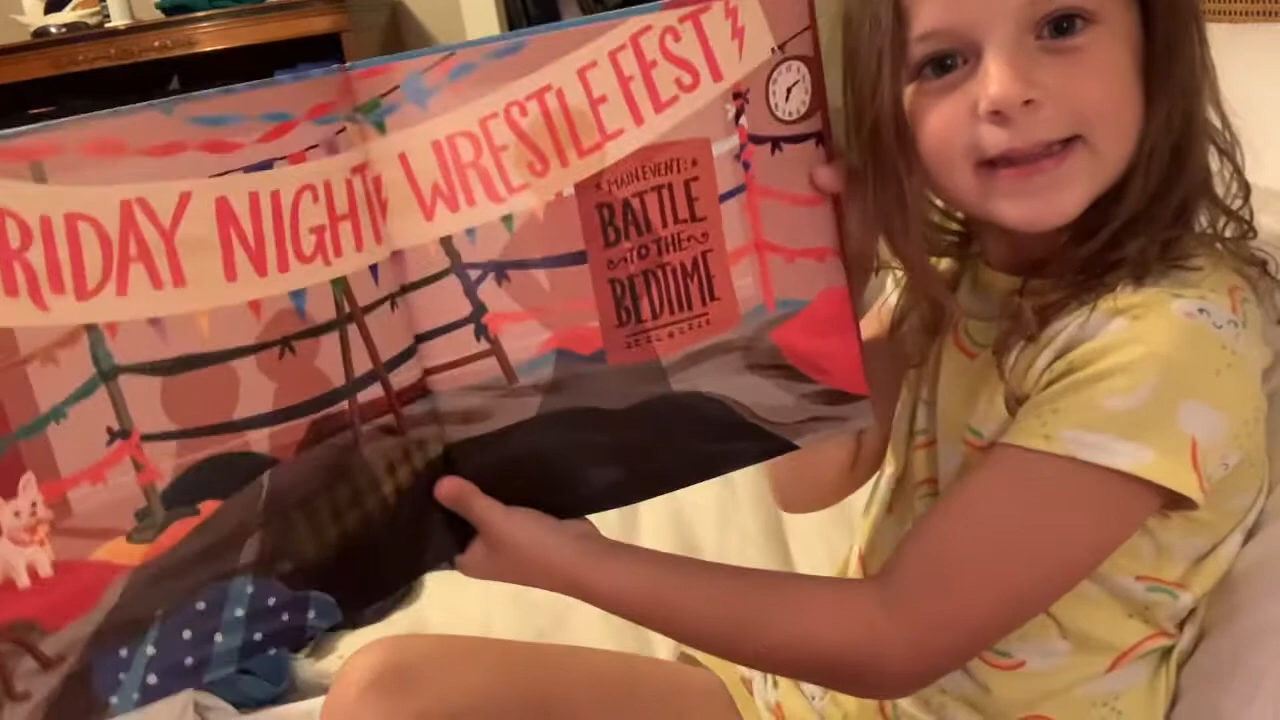 RIDAY NIGHT WRESTLEFEST
MAIN EVENT:
BATTLE
TO THE
BEDTIME